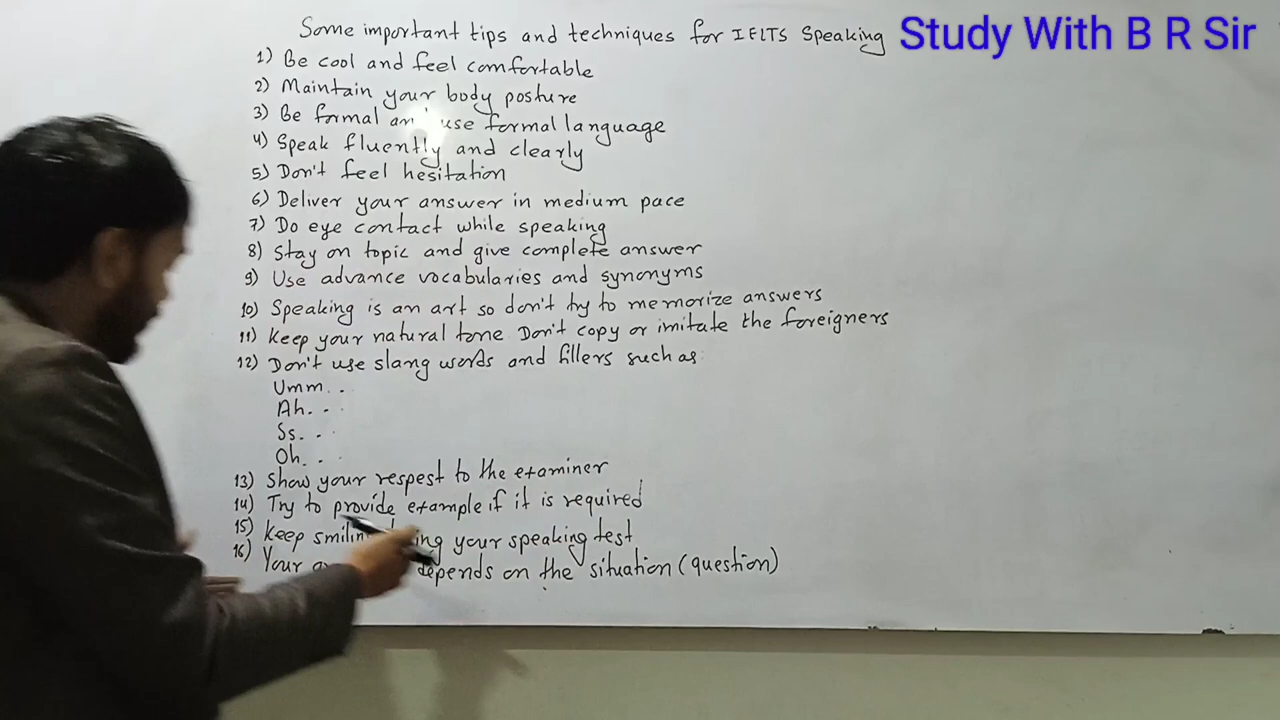 Some important tips and techniques for IELTS Speaking
Study With B R Sir
1) Be cool and feel comfortable
2) Maintain your body posture
3) Be formal use formal language
4) Speak fluently and clearly
5) Don't feel hesitation
6) Deliver your answer in medium pace
7) Do eye contact while speaking
8) Stay on topic and give complete answer
9) Use advance vocabularies and synonyms
10) Speaking is an art so don't try to memorize answers
11) Keep your natural tone Don't copy or imitate the foreigners
12) Don't use slang words and fillers such as:
Umm..
Ah...
Ss...
Oh...
13) Show your respest to the examiner
14) Try to provide example if it is required
15) Keep your speaking test
16) Your depends on the situation (question)